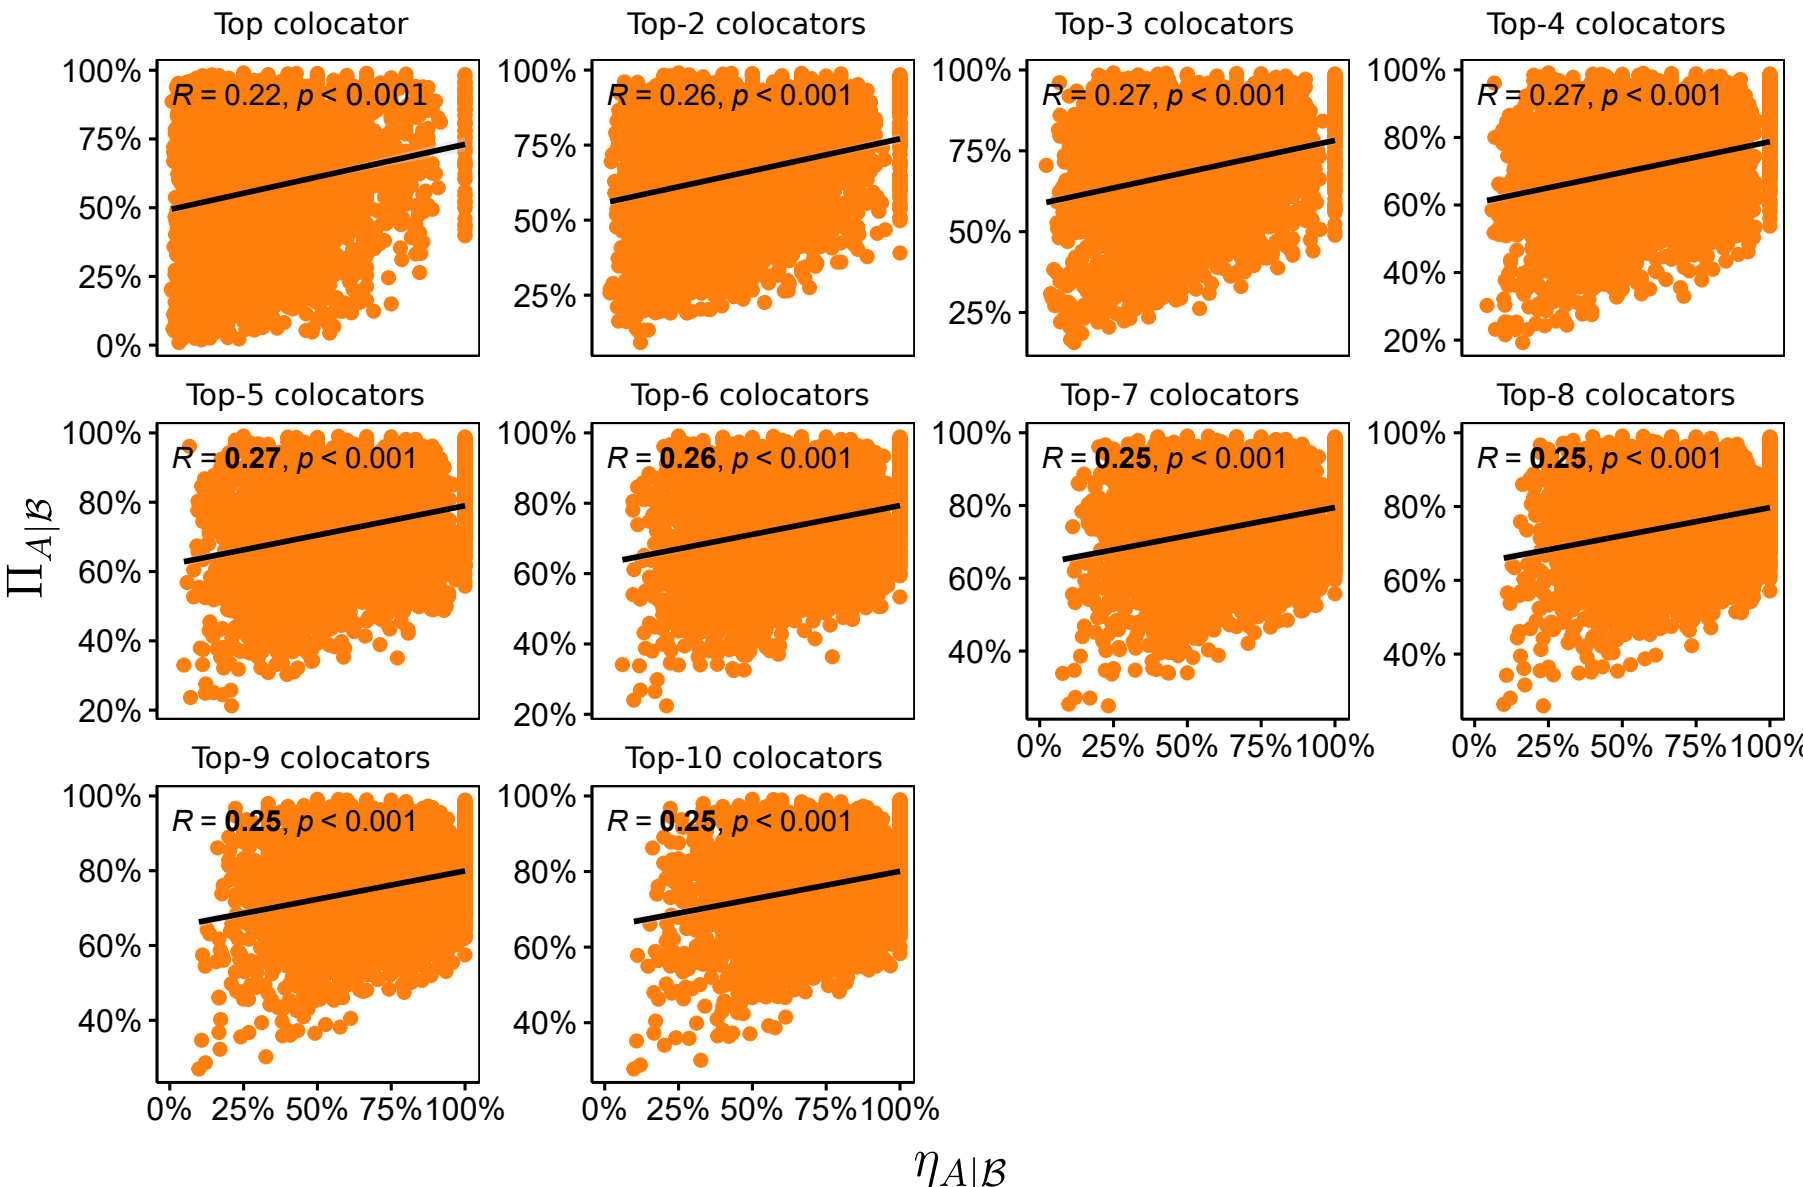 Top colocator Top-2 colocators Top-3 colocators Top-4 colocators
100% 75% 50% 25% 0%
R = 0.22, p < 0.001
100% 75% 50% 25%
R = 0.26, p < 0.001
100% 75% 50% 25%
R = 0.27, p < 0.001
100% 80% 60% 40% 20%
R = 0.27, p < 0.001
Top-5 colocators Top-6 colocators Top-7 colocators Top-8 colocators
100% 80% 60% 40% 20%
R = 0.27, p < 0.001
100% 80% 60% 40% 20%
R = 0.26, p < 0.001
100% 80% 60% 40%
R = 0.25, p < 0.001
0% 25% 50% 75% 100%
100% 80% 60% 40%
R = 0.25, p < 0.001
0% 25% 50% 75% 100%
Π_{A|ℬ}
Top-9 colocators Top-10 colocators
100% 80% 60% 40%
R = 0.25, p < 0.001
0% 25% 50% 75% 100%
100% 80% 60% 40%
R = 0.25, p < 0.001
0% 25% 50% 75% 100%
η_{A|ℬ}